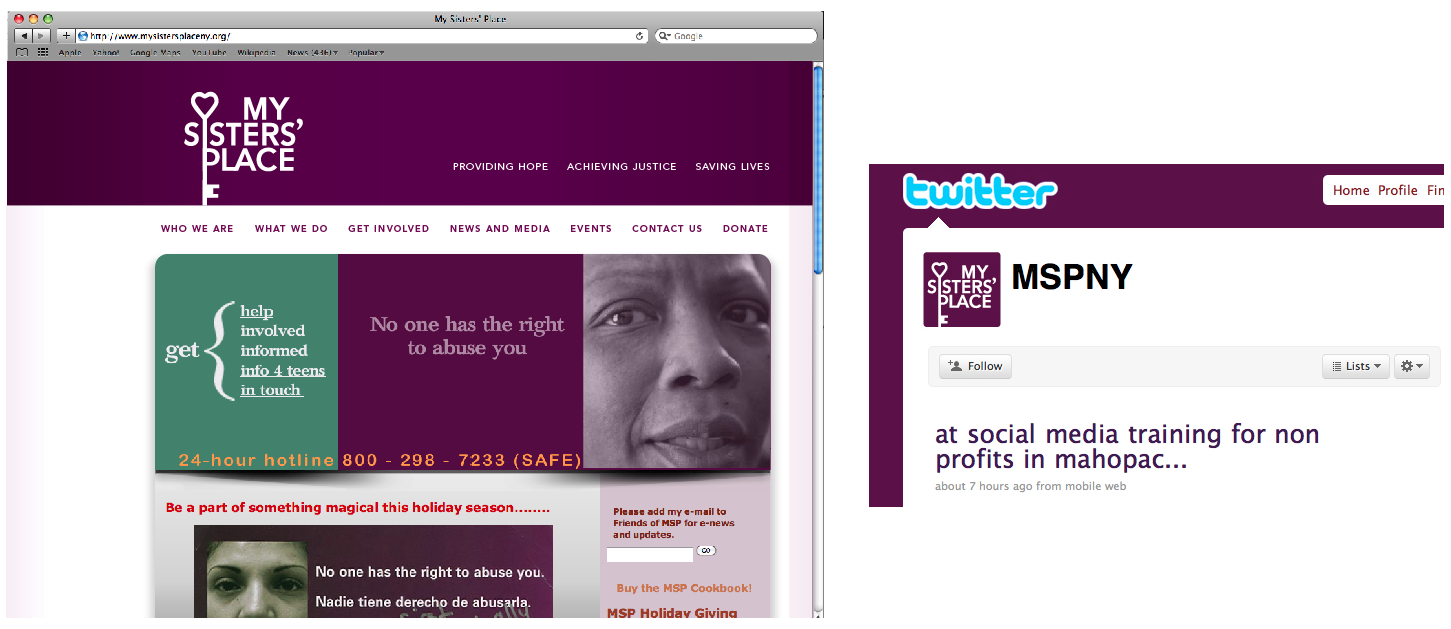 My Sisters' Place
http://www.mysistersplaceny.org/
Google
Apple Yahoo! Google Maps YouTube Wikipedia News (436) Popular
MY
SISTERS'
PLACE
PROVIDING HOPE ACHIEVING JUSTICE SAVING LIVES
WHO WE ARE WHAT WE DO GET INVOLVED NEWS AND MEDIA EVENTS CONTACT US DONATE
get
help
involved
informed
info 4 teens
in touch
No one has the right
to abuse you
24-hour hotline 800 - 298 - 7233 (SAFE)
Be a part of something magical this holiday season........
No one has the right to abuse you.
Nadie tiene derecho de abusarla.
Please add my e-mail to
Friends of MSP for e-news
and updates.
GO
Buy the MSP Cookbook!
MSP Holiday Giving
twitter
Home Profile Fin
MY
SISTERS'
PLACE
MSPNY
Follow
Lists
at social media training for non
profits in mahopac...
about 7 hours ago from mobile web